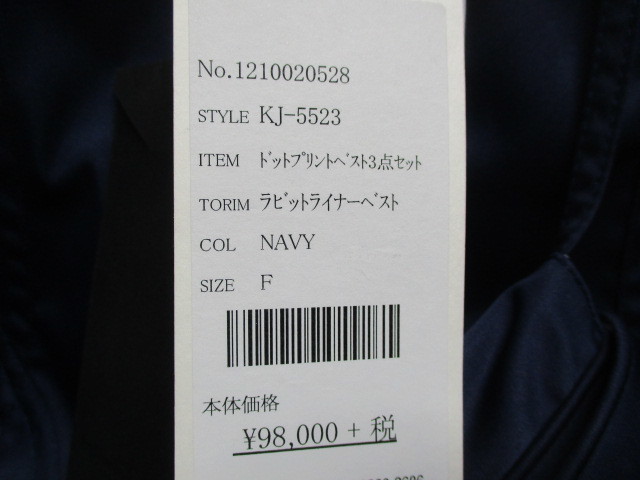 No.1210020528
STYLE KJ-5523
ITEM ドットプリントベスト3点セット
TORIM ラビットライナーベスト
COL NAVY
SIZE F
本体価格
¥98,000 + 税